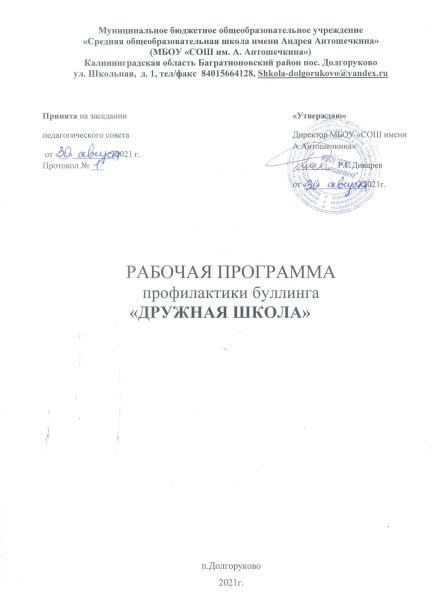 Муниципальное бюджетное общеобразовательное учреждение
«Средняя общеобразовательная школа имени Андрея Антошечкина»
(МБОУ «СОШ им. А. Антошечкина»)
Калининградская область Багратионовский район пос. Долгоруково
ул. Школьная, д. 1, тел/факс 84015664128, Shkola-dolgorukovo@yandex.ru
Принята на заседании
педагогического совета
от «30» августа 2021 г.
Протокол № 1
«Утверждаю»
Директор МБОУ «СОШ имени
А.Антошечкина»
Р.Г. Дикарев
от «30» августа 2021г.
РАБОЧАЯ ПРОГРАММА
профилактики буллинга
«ДРУЖНАЯ ШКОЛА»
п.Долгоруково
2021г.